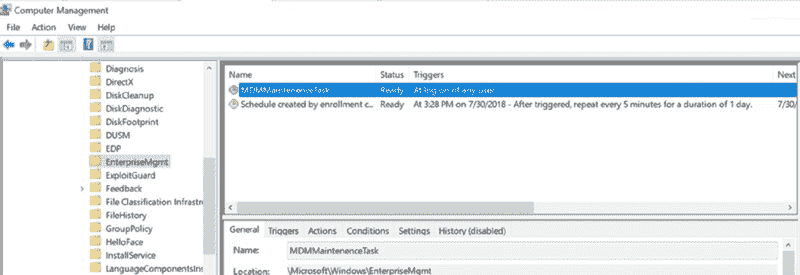 Computer Management
File Action View Help
Diagnosis
DirectX
DiskCleanup
DiskDiagnostic
DiskFootprint
DUSM
EDP
EnterpriseMgmt
ExploitGuard
Feedback
File Classification Infrastru
FileHistory
GroupPolicy
HelloFace
InstallService
LanguageComponentsIns
Name Status Triggers Next
MDMMaintenenceTask Ready At log on of any user
Schedule created by enrollment c... Ready At 3:28 PM on 7/30/2018 - After triggered, repeat every 5 minutes for a duration of 1 day. 7/30/
General Triggers Actions Conditions Settings History (disabled)
Name: MDMMaintenenceTask
Location: \Microsoft\Windows\EnterpriseMgmt